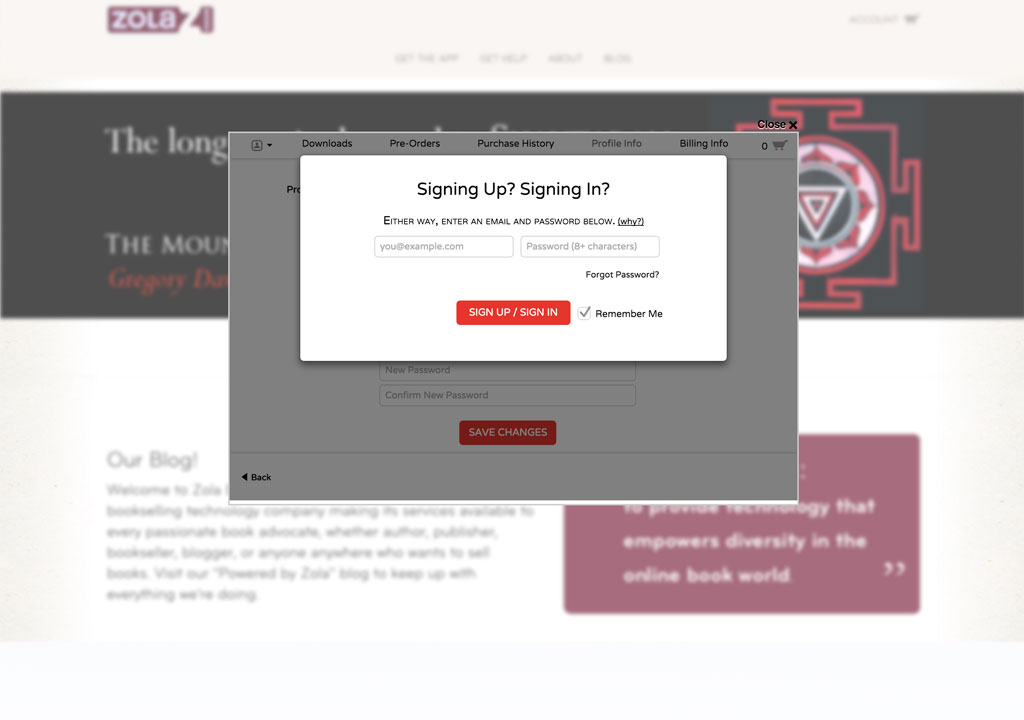 zola
ACCOUNT
GET THE APP GET HELP ABOUT BLOG
Close
The long
Downloads Pre-Orders Purchase History Profile Info Billing Info 0
Signing Up? Signing In?
Either way, enter an email and password below. (why?)
you@example.com Password (8+ characters)
Forgot Password?
SIGN UP / SIGN IN Remember Me
The Moun
Gregory
New Password
Confirm New Password
SAVE CHANGES
Back
Our Blog!
Welcome to Zola
bookselling technology company making its services available to
every passionate book advocate, whether author, publisher,
bookseller, blogger, or anyone anywhere who wants to sell
books. Visit our "Powered by Zola" blog to keep up with
everything we're doing.
to provide technology that
empowers diversity in the
online book world.
”